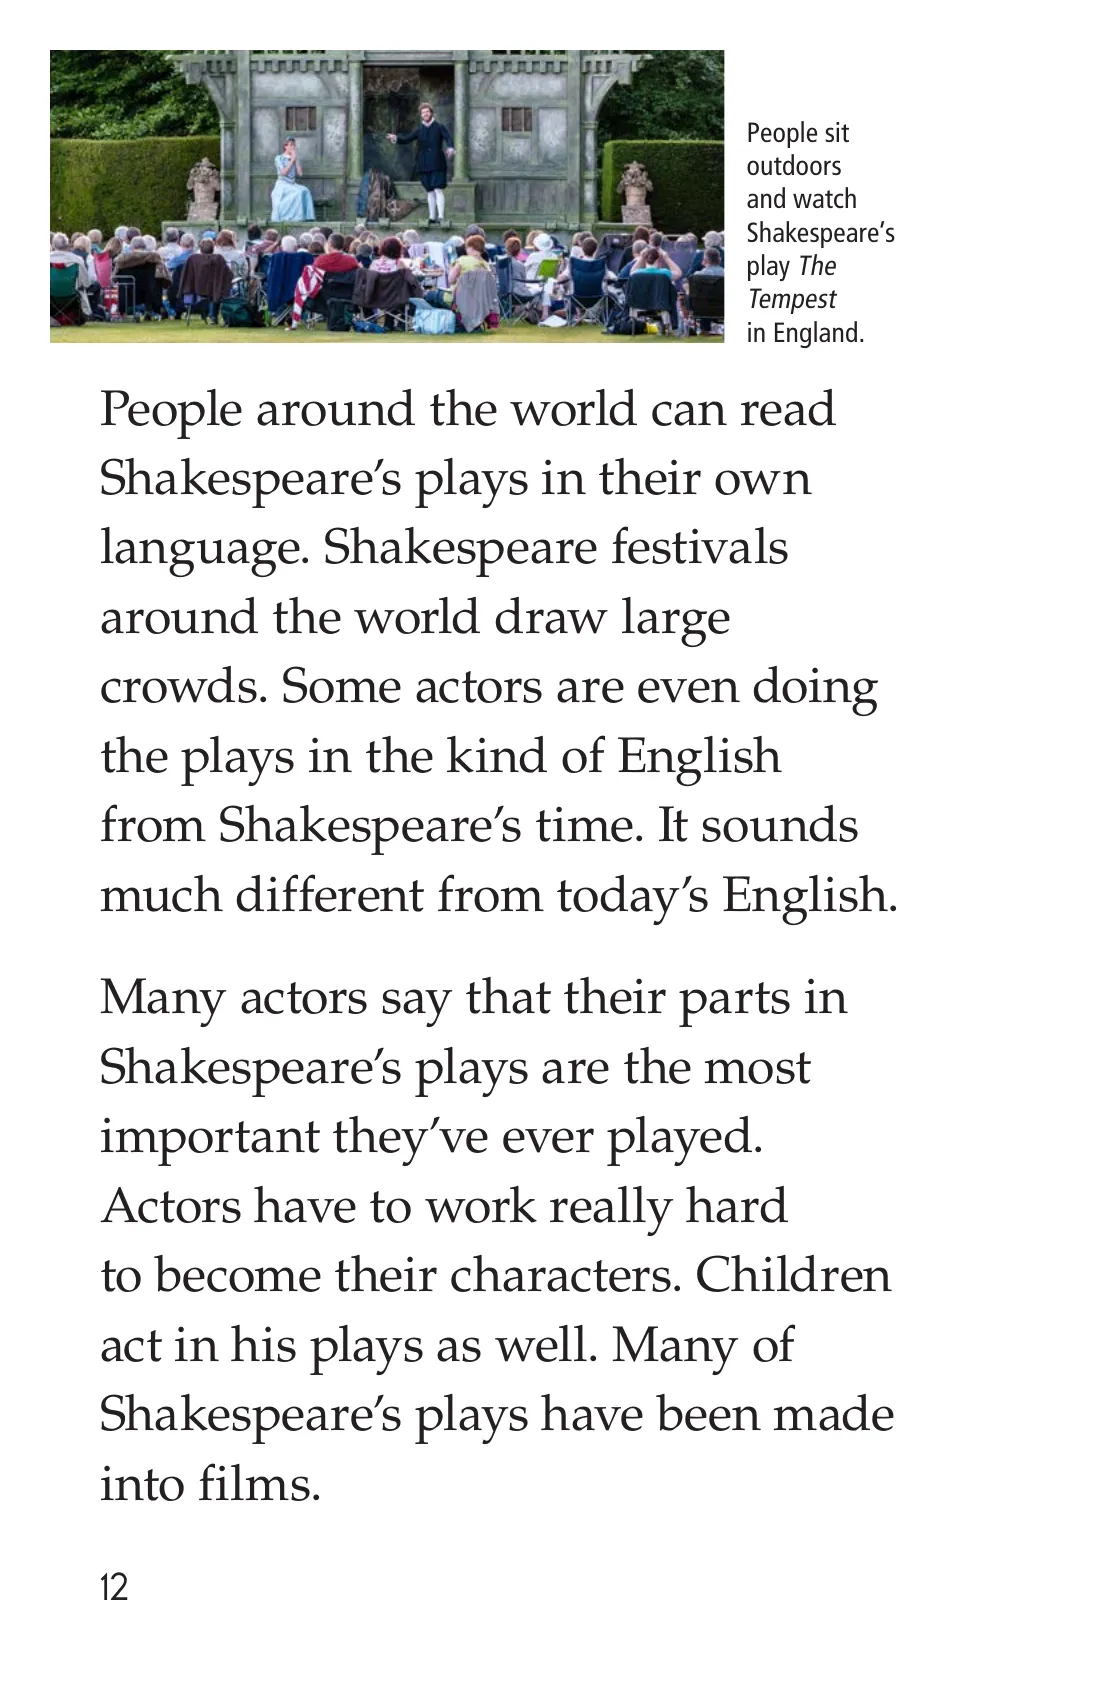 People sit
outdoors
and watch
Shakespeare’s
play The
Tempest
in England.
People around the world can read
Shakespeare’s plays in their own
language. Shakespeare festivals
around the world draw large
crowds. Some actors are even doing
the plays in the kind of English
from Shakespeare’s time. It sounds
much different from today’s English.
Many actors say that their parts in
Shakespeare’s plays are the most
important they’ve ever played.
Actors have to work really hard
to become their characters. Children
act in his plays as well. Many of
Shakespeare’s plays have been made
into films.
12